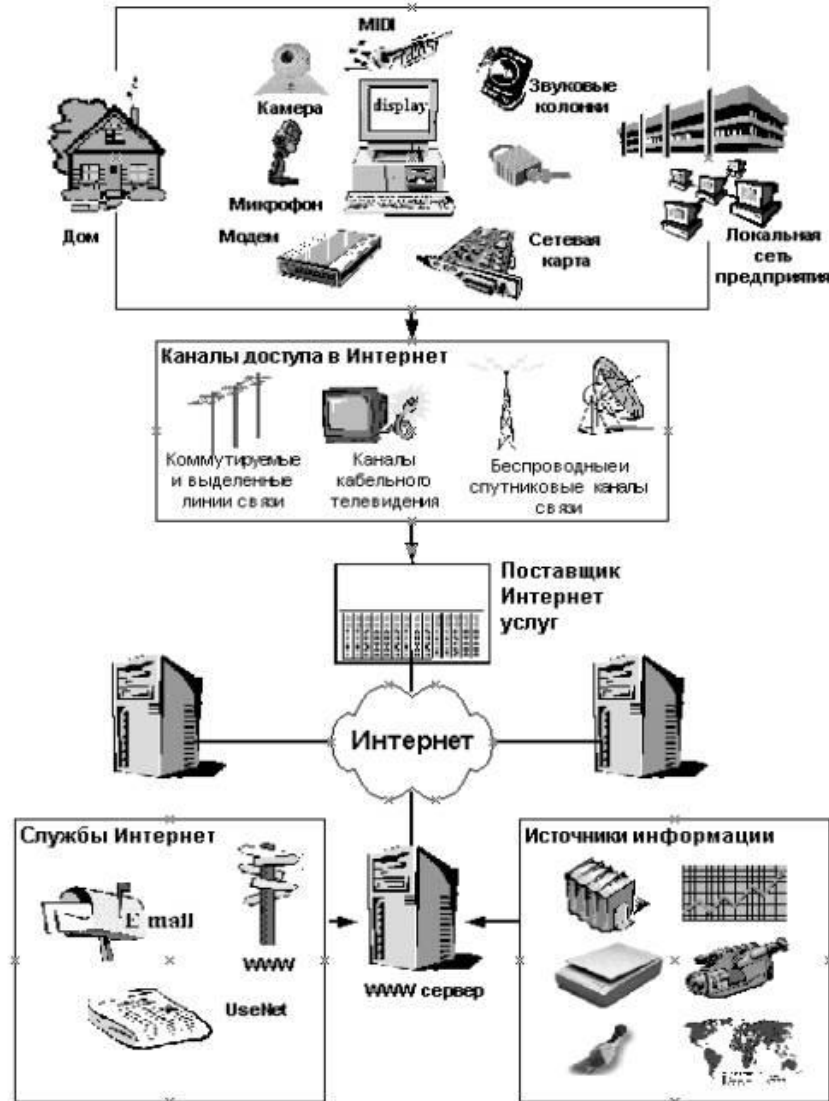 MIDI
Камера
display
Звуковые
колонки
Микрофон
Дом
Модем
Сетевая
карта
Локальная
сеть
предприятия
Каналы доступа в Интернет
Коммутируемые
и выделенные
линии связи
Каналы
кабельного
телевидения
Беспроводные и
спутниковые каналы
связи
Поставщик
Интернет
услуг
Интернет
Службы Интернет
E mail
WWW
UseNet
WWW сервер
Источники информации